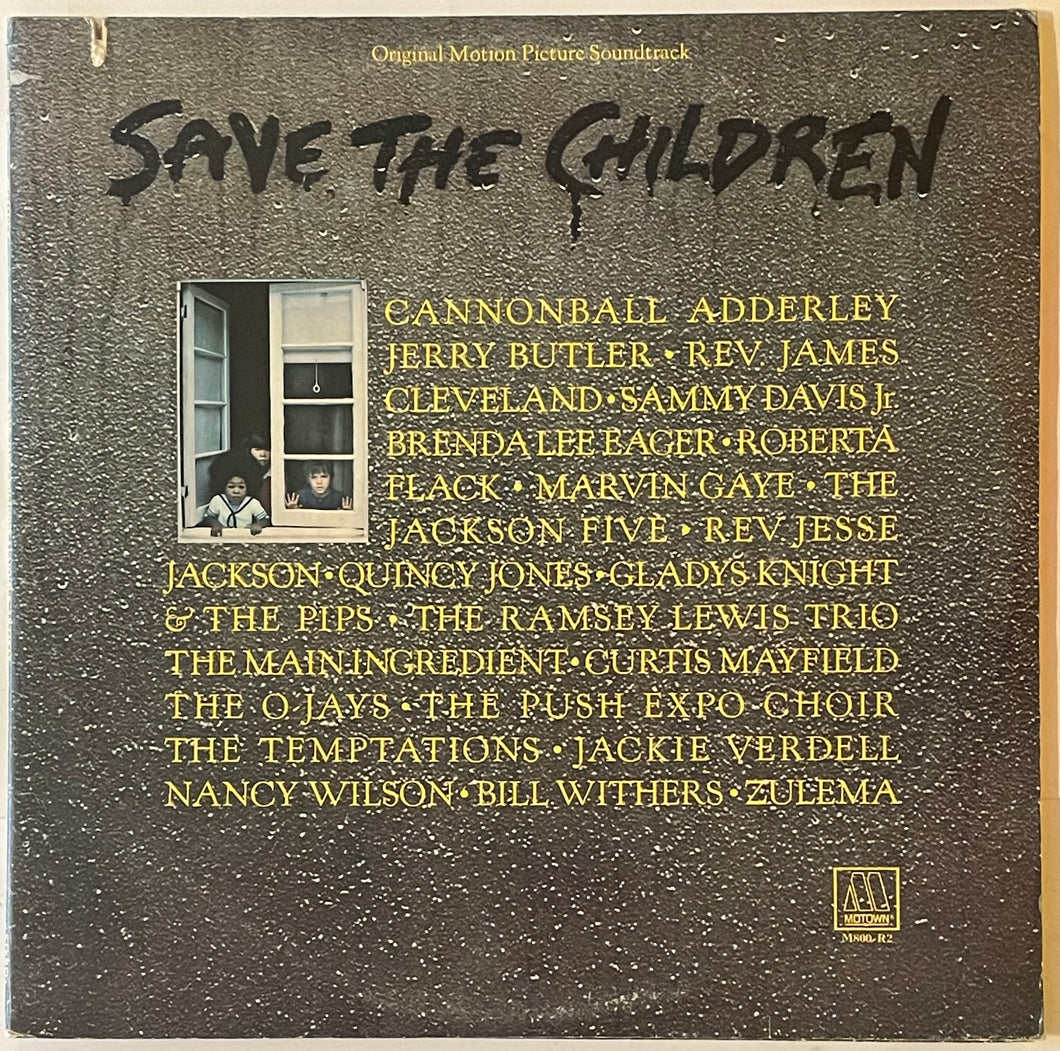 Original Motion Picture Soundtrack
SAVE THE CHILDREN
CANNONBALL ADDERLEY
JERRY BUTLER • REV. JAMES
CLEVELAND • SAMMY DAVIS Jr.
BRENDA LEE EAGER • ROBERTA
FLACK • MARVIN GAYE • THE
JACKSON FIVE • REV JESSE
JACKSON • QUINCY JONES • GLADYS KNIGHT
& THE PIPS • THE RAMSEY LEWIS TRIO
THE MAIN INGREDIENT • CURTIS MAYFIELD
THE O'JAYS • THE PUSH EXPO CHOIR
THE TEMPTATIONS • JACKIE VERDELL
NANCY WILSON • BILL WITHERS • ZULEMA
MOTOWN®
M800-R2